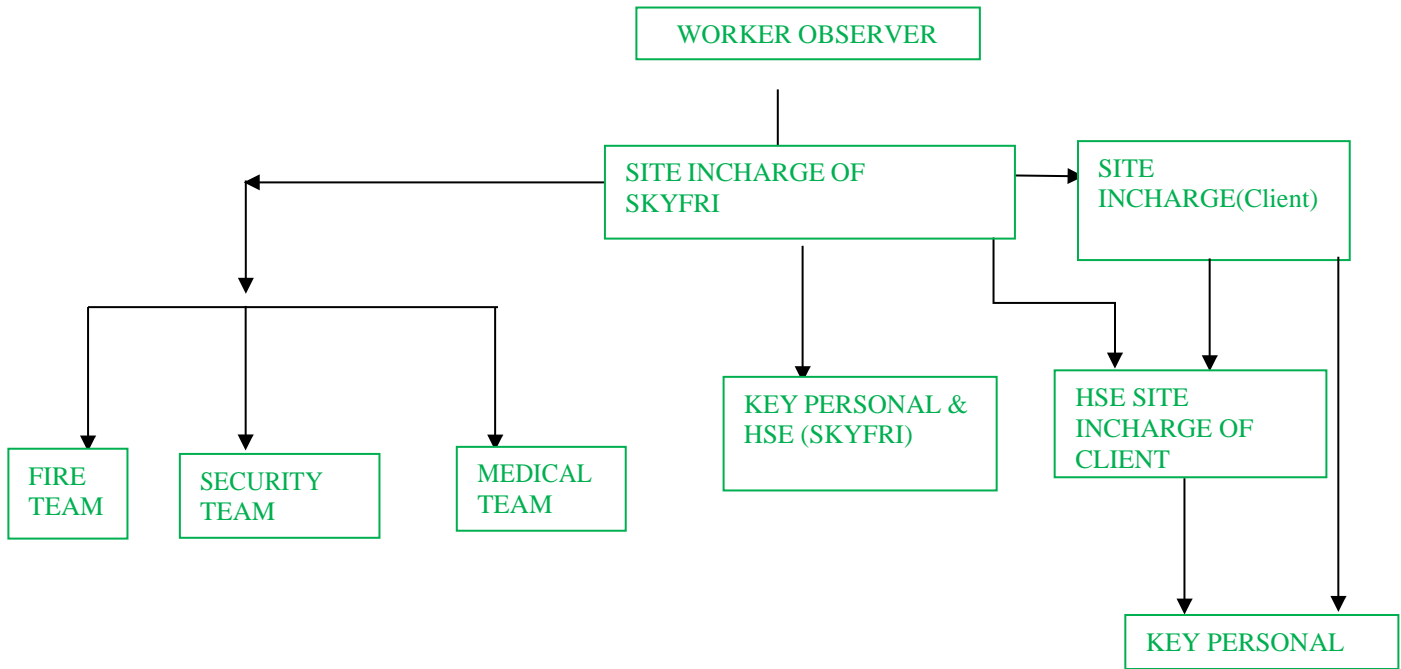 WORKER OBSERVER
SITE INCHARGE OF
SKYFRI
SITE
INCHARGE(Client)
KEY PERSONAL &
HSE (SKYFRI)
HSE SITE
INCHARGE OF
CLIENT
FIRE
TEAM
SECURITY
TEAM
MEDICAL
TEAM
KEY PERSONAL